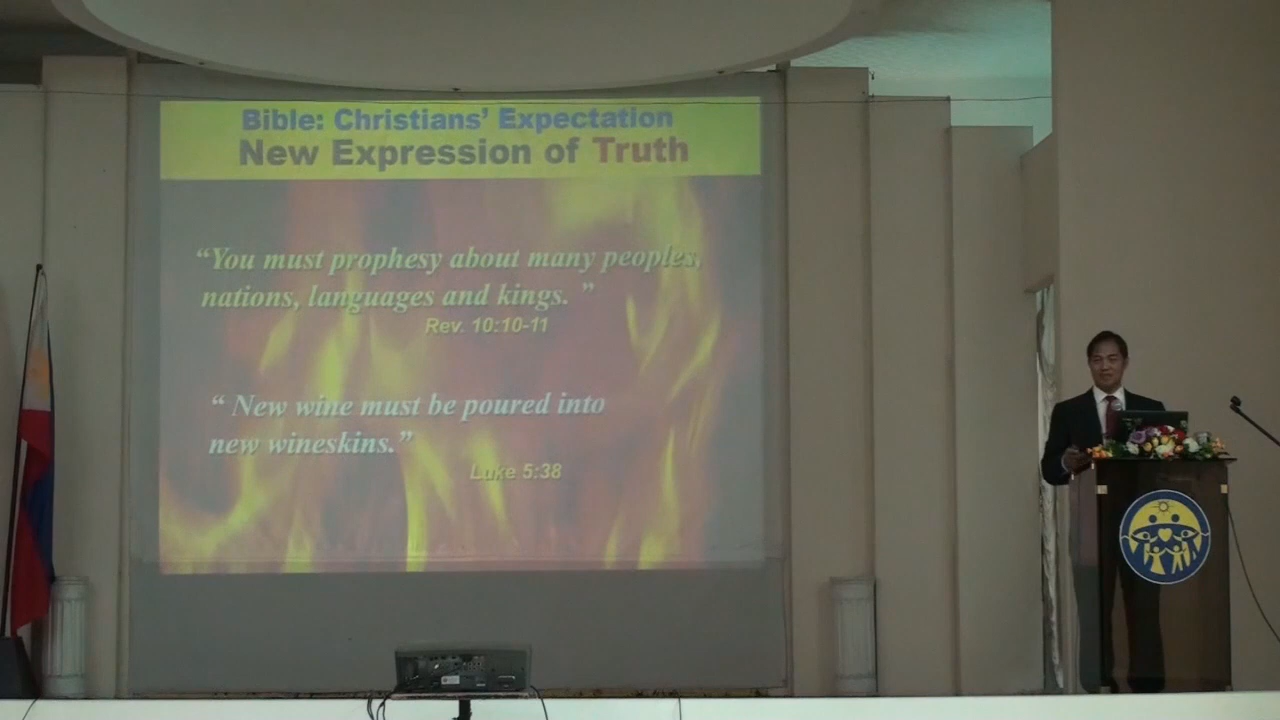 Bible: Christians' Expectation
New Expression of Truth
“You must prophesy about many peoples,
nations, languages and kings. ”
Rev. 10:10-11
“ New wine must be poured into
new wineskins.”
Luke 5:38